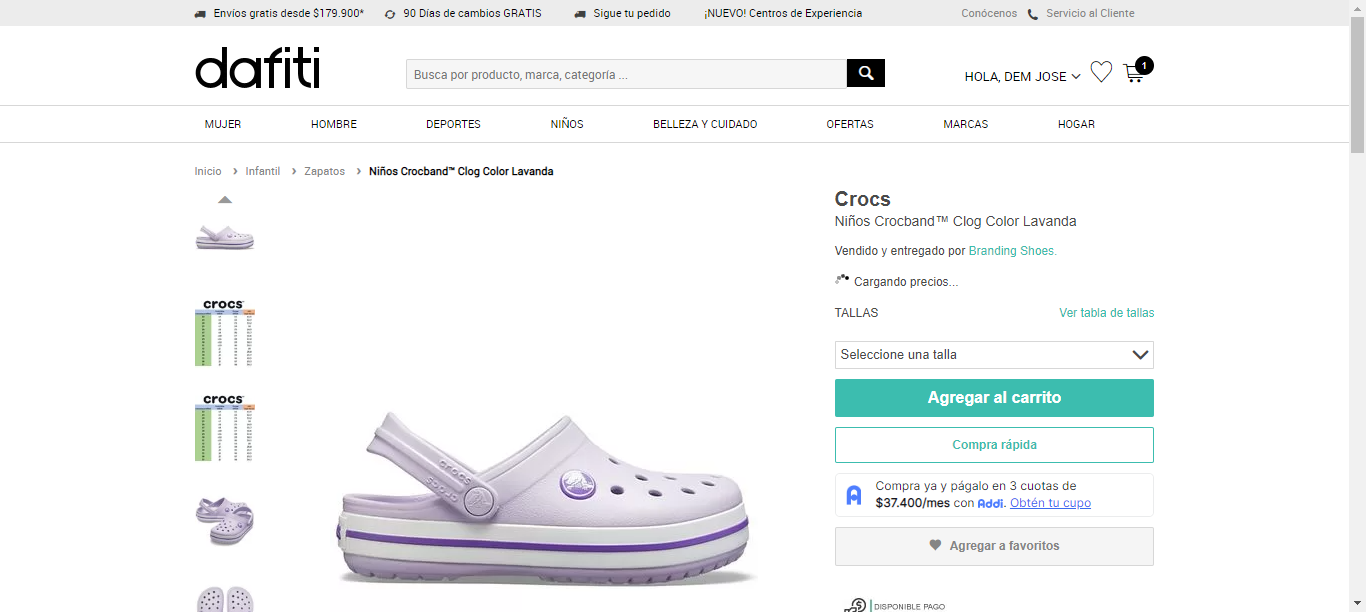 Envíos gratis desde $179.900*
90 Días de cambios GRATIS
Sigue tu pedido
¡NUEVO! Centros de Experiencia
Conócenos
Servicio al Cliente
dafiti
Busca por producto, marca, categoría ...
HOLA, DEM JOSE
1
MUJER
HOMBRE
DEPORTES
NIÑOS
BELLEZA Y CUIDADO
OFERTAS
MARCAS
HOGAR
Inicio › Infantil › Zapatos › Niños Crocband™ Clog Color Lavanda
crocs
crocs
crocs
Crocs
Niños Crocband™ Clog Color Lavanda
Vendido y entregado por Branding Shoes.
Cargando precios...
TALLAS
Ver tabla de tallas
Seleccione una talla
Agregar al carrito
Compra rápida
Compra ya y págalo en 3 cuotas de
$37.400/mes con Addi. Obtén tu cupo
Agregar a favoritos
DISPONIBLE PAGO